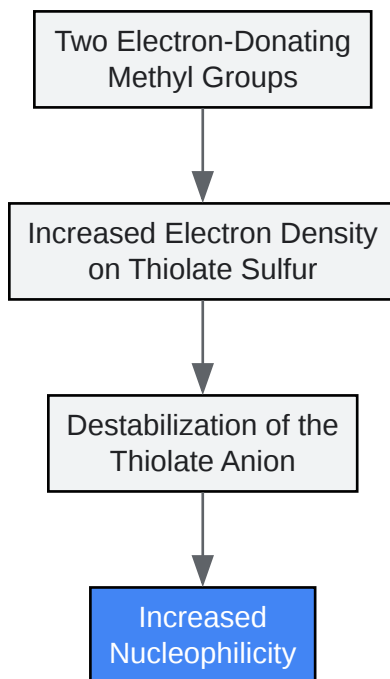 Two Electron-Donating
Methyl Groups
Increased Electron Density
on Thiolate Sulfur
Destabilization of the
Thiolate Anion
Increased
Nucleophilicity